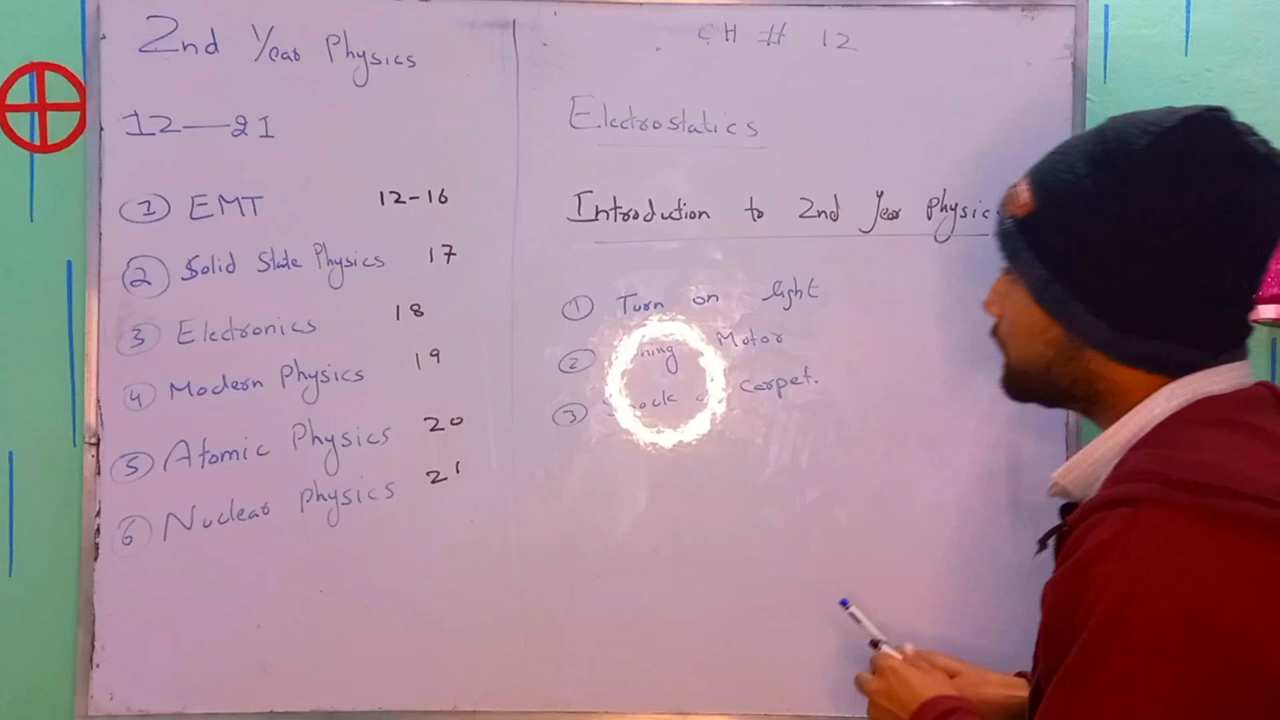 2nd Year Physics
12—21
① EMT 12-16
② Solid State Physics 17
③ Electronics 18
④ Modern Physics 19
⑤ Atomic Physics 20
⑥ Nuclear Physics 21
CH # 12
Electrostatics
Introdution to 2nd Year Physic
① Turn on light
② Motor
③ Carpet.